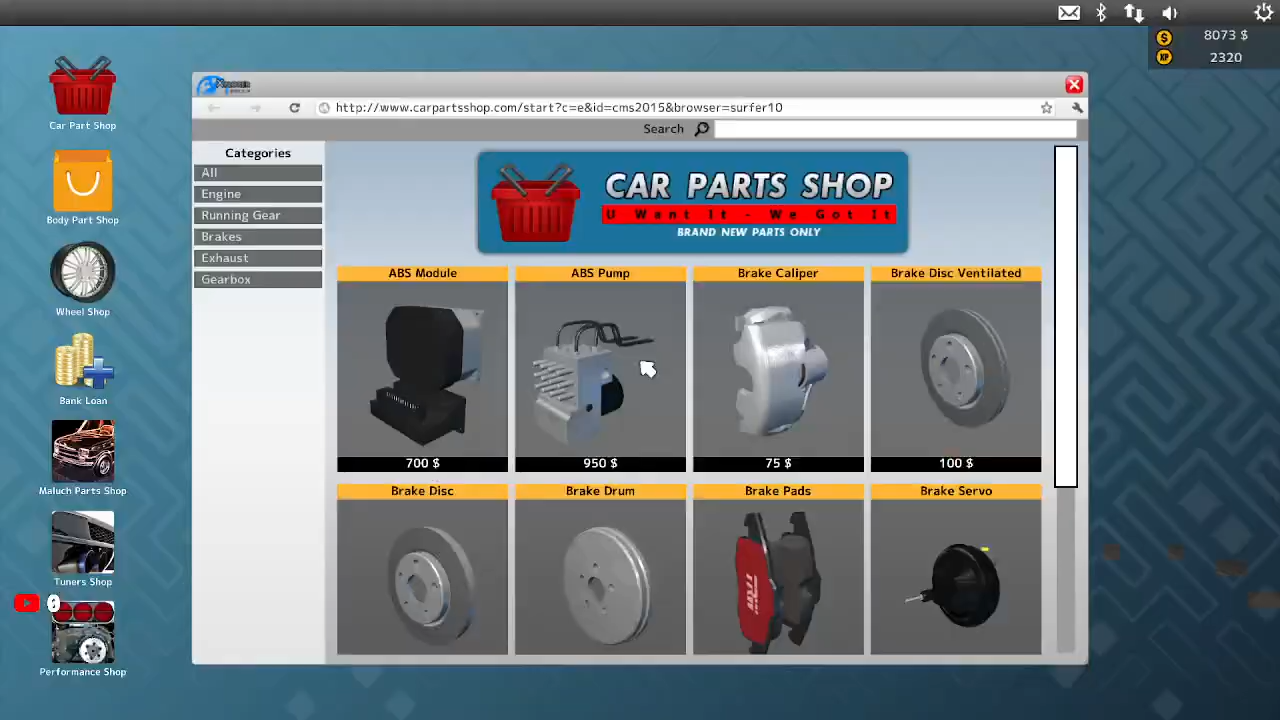 8073 $
2320
http://www.carpartsshop.com/start?c=e&id=cms2015&browser=surfer10
Search
Categories
All
Engine
Running Gear
Brakes
Exhaust
Gearbox
CAR PARTS SHOP
U Want It - We Got It
BRAND NEW PARTS ONLY
ABS Module
ABS Pump
Brake Caliper
Brake Disc Ventilated
700 $
950 $
75 $
100 $
Brake Disc
Brake Drum
Brake Pads
Brake Servo
TRW
Car Part Shop
Body Part Shop
Wheel Shop
Bank Loan
Maluch Parts Shop
Tuners Shop
Performance Shop
$
XP